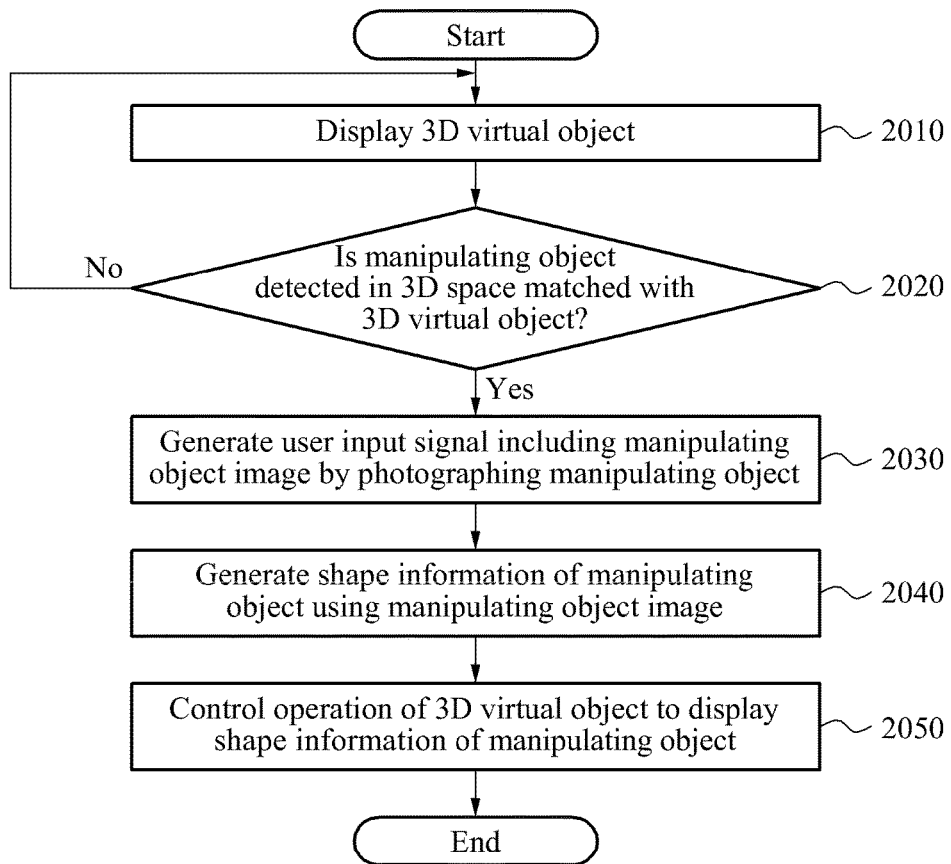 Start
Display 3D virtual object
2010
Is manipulating object
detected in 3D space matched with
3D virtual object?
2020
No
Yes
Generate user input signal including manipulating
object image by photographing manipulating object
2030
Generate shape information of manipulating
object using manipulating object image
2040
Control operation of 3D virtual object to display
shape information of manipulating object
2050
End